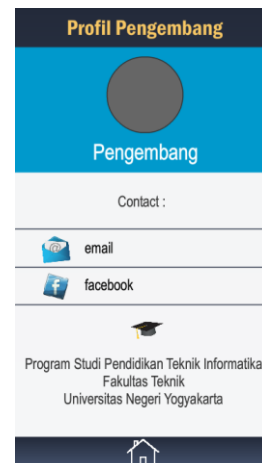 Profil Pengembang
Pengembang
Contact :
email
facebook
Program Studi Pendidikan Teknik Informatika
Fakultas Teknik
Universitas Negeri Yogyakarta